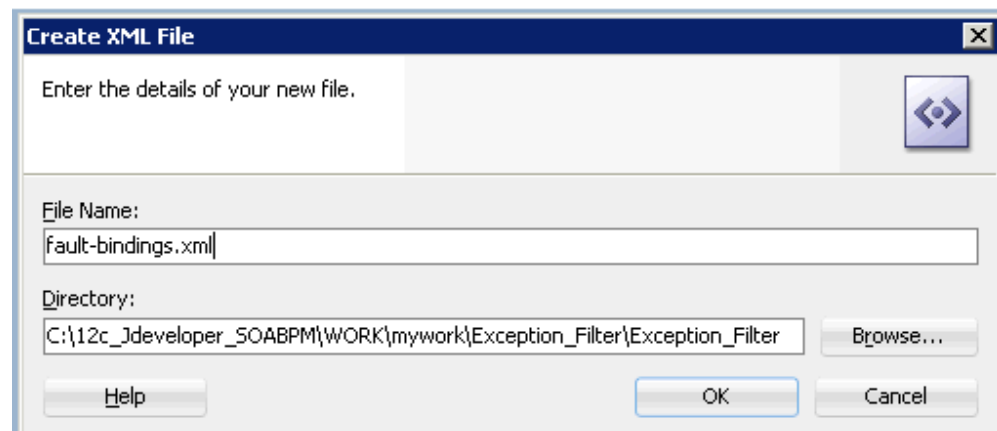 Create XML File
Enter the details of your new file.
File Name:
fault-bindings.xml
Directory:
C:\12c_Jdeveloper_SOABPM\WORK\mywork\Exception_Filter\Exception_Filter
Browse...
Help
OK
Cancel